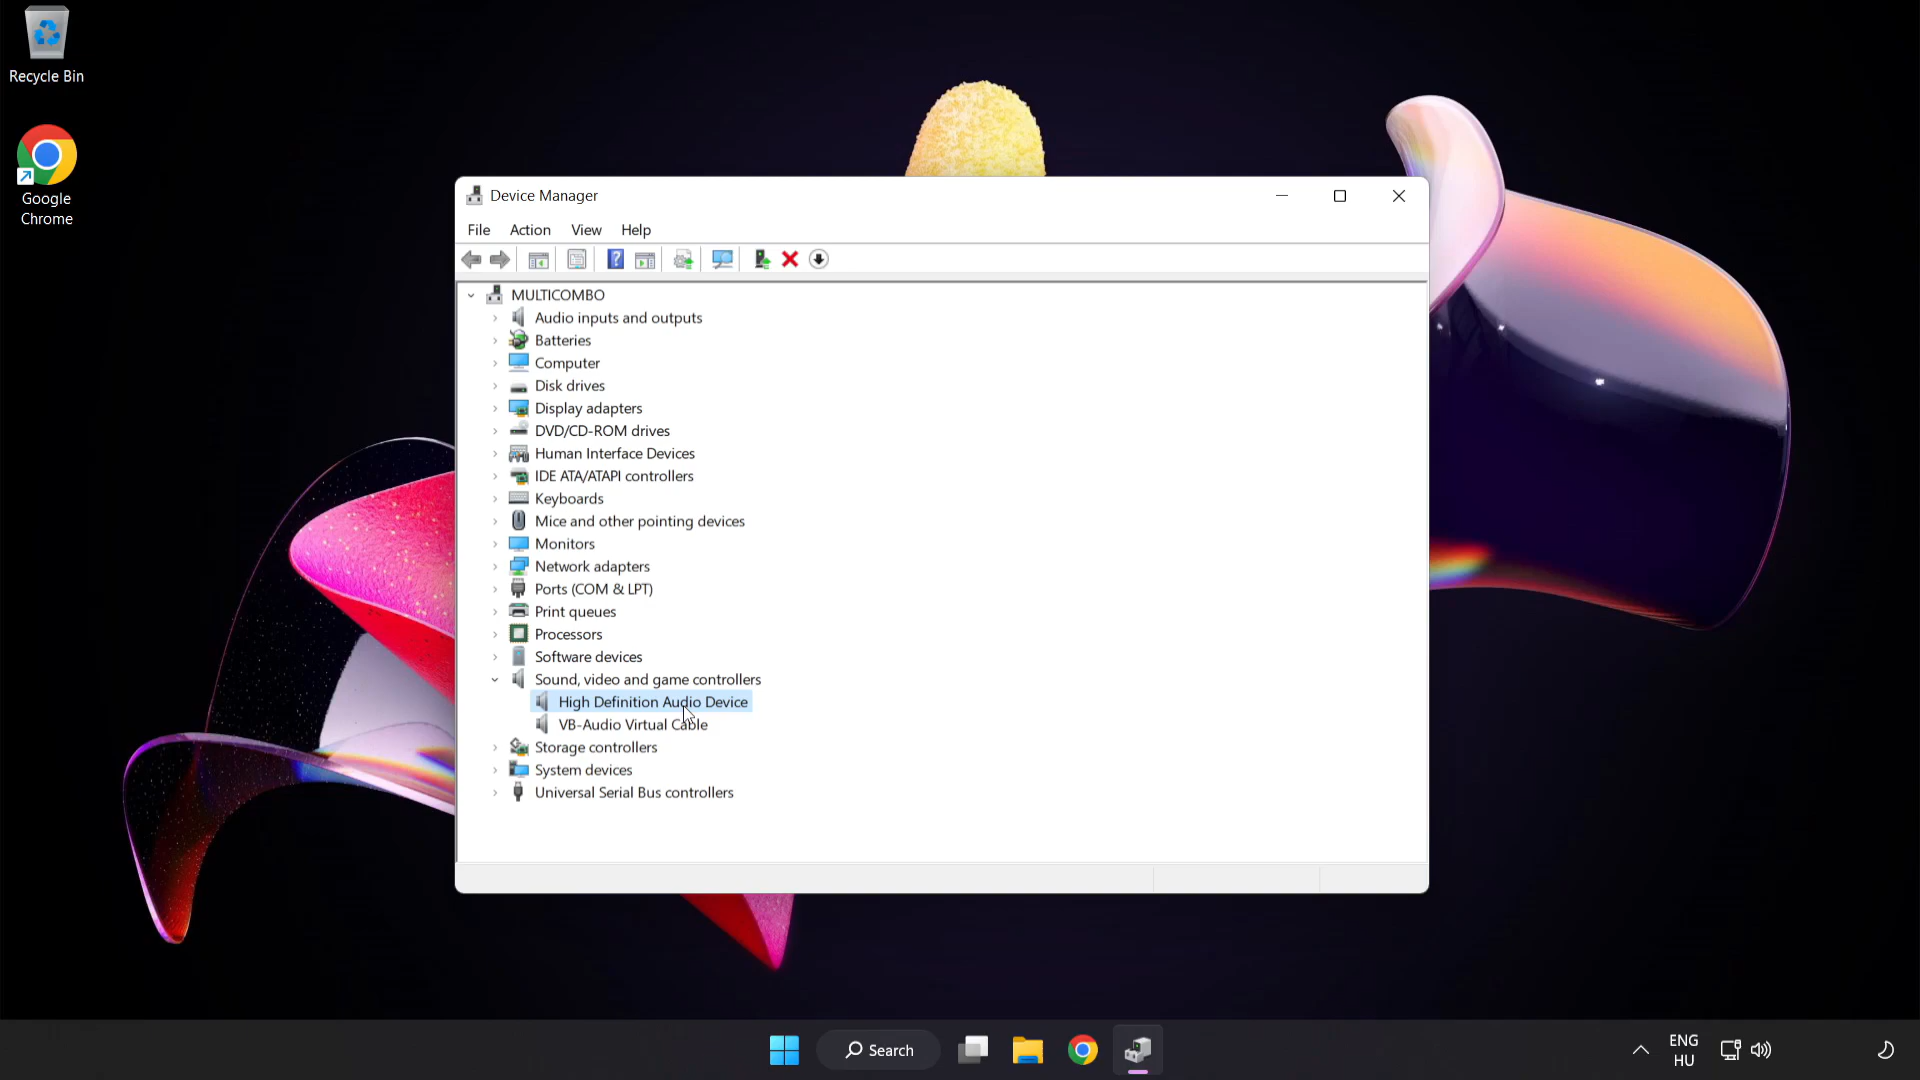 Recycle Bin
Google
Chrome
Device Manager
File Action View Help
MULTICOMBO
Audio inputs and outputs
Batteries
Computer
Disk drives
Display adapters
DVD/CD-ROM drives
Human Interface Devices
IDE ATA/ATAPI controllers
Keyboards
Mice and other pointing devices
Monitors
Network adapters
Ports (COM & LPT)
Print queues
Processors
Software devices
Sound, video and game controllers
High Definition Audio Device
VB-Audio Virtual Cable
Storage controllers
System devices
Universal Serial Bus controllers
Search
ENG
HU